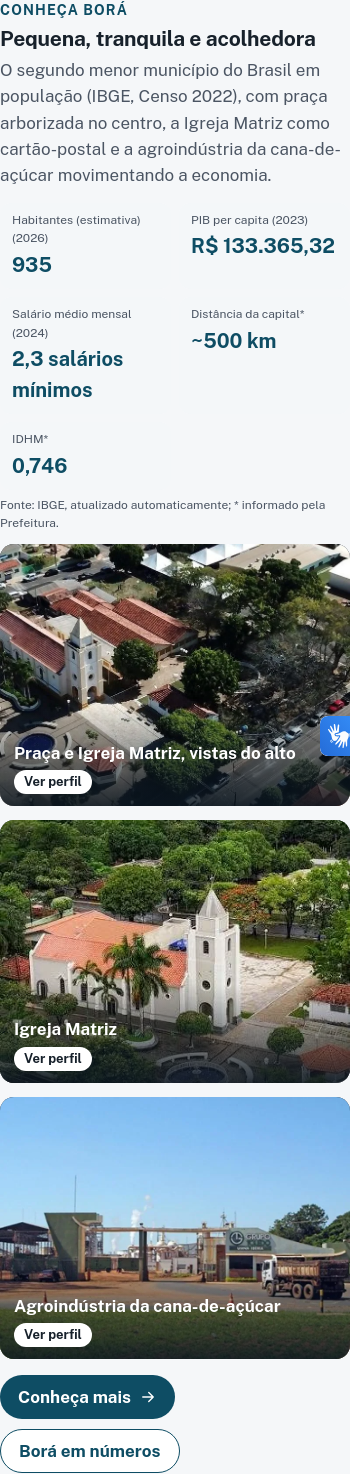 CONHEÇA BORÁ
Pequena, tranquila e acolhedora
O segundo menor município do Brasil em
população (IBGE, Censo 2022), com praça
arborizada no centro, a Igreja Matriz como
cartão-postal e a agroindústria da cana-de-
açúcar movimentando a economia.
Habitantes (estimativa)
(2026)
935
PIB per capita (2023)
R$ 133.365,32
Salário médio mensal
(2024)
2,3 salários
mínimos
Distância da capital*
~500 km
IDHM*
0,746
Fonte: IBGE, atualizado automaticamente; * informado pela
Prefeitura.
Praça e Igreja Matriz, vistas do alto
Ver perfil
Igreja Matriz
Ver perfil
Agroindústria da cana-de-açúcar
Ver perfil
Conheça mais →
Borá em números